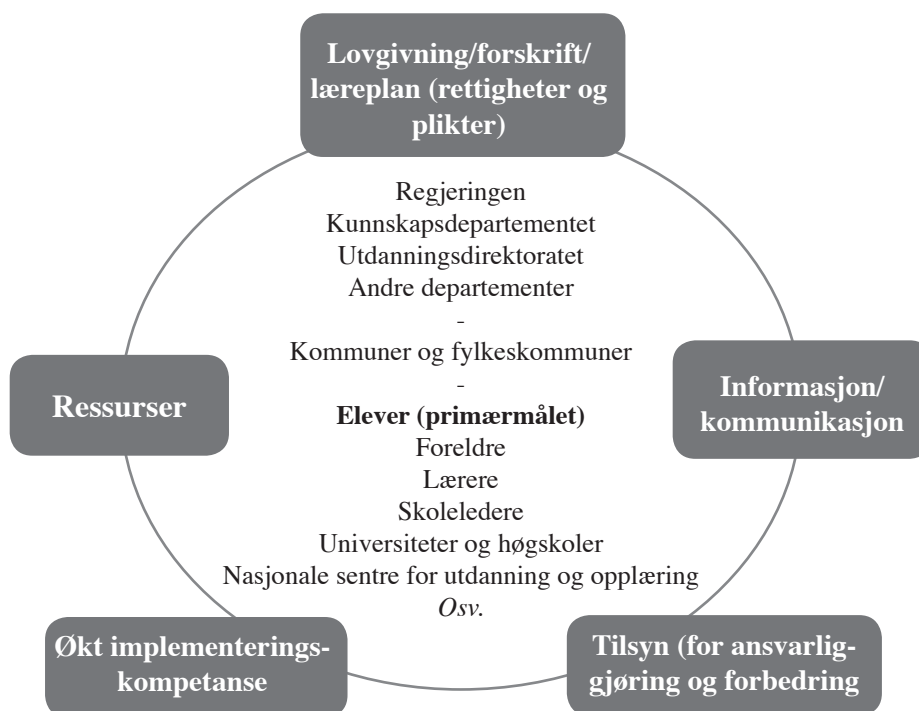 Lovgivning/forskrift/
læreplan (rettigheter og
plikter)
Regjeringen
Kunnskapsdepartementet
Utdanningsdirektoratet
Andre departementer
-
Kommuner og fylkeskommuner
-
Elever (primærmålet)
Foreldre
Lærere
Skoleledere
Universiteter og høgskoler
Nasjonale sentre for utdanning og opplæring
Osv.
Ressurser
Informasjon/
kommunikasjon
Økt implementerings-
kompetanse
Tilsyn (for ansvarlig-
gjøring og forbedring